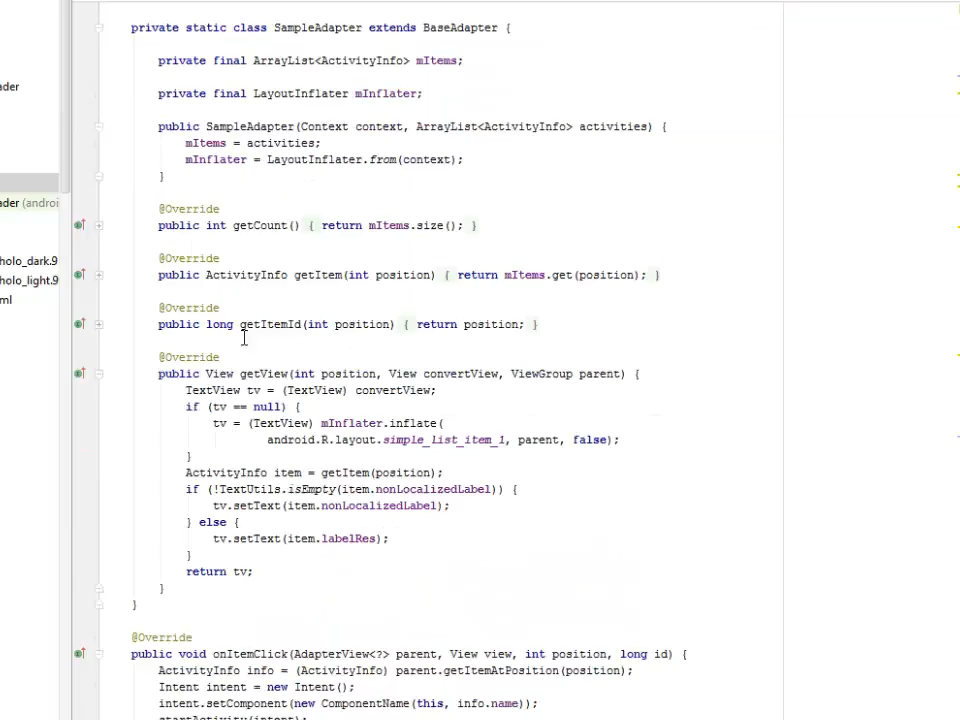 private static class SampleAdapter extends BaseAdapter {
private final ArrayList<ActivityInfo> mItems;
ader
private final LayoutInflater mInflater;
public SampleAdapter(Context context, ArrayList<ActivityInfo> activities) {
mItems = activities;
mInflater = LayoutInflater.from(context);
}
ader (androi
@Override
public int getCount() { return mItems.size(); }
holo_dark.9
@Override
public ActivityInfo getItem(int position) { return mItems.get(position); }
holo_light.9
ml
@Override
public long getItemId(int position) { return position; }
@Override
public View getView(int position, View convertView, ViewGroup parent) {
TextView tv = (TextView) convertView;
if (tv == null) {
tv = (TextView) mInflater.inflate(
android.R.layout.simple_list_item_1, parent, false);
}
ActivityInfo item = getItem(position);
if (!TextUtils.isEmpty(item.nonLocalizedLabel)) {
tv.setText(item.nonLocalizedLabel);
} else {
tv.setText(item.labelRes);
}
return tv;
}
}
@Override
public void onItemClick(AdapterView<?> parent, View view, int position, long id) {
ActivityInfo info = (ActivityInfo) parent.getItemAtPosition(position);
Intent intent = new Intent();
intent.setComponent(new ComponentName(this, info.name));
startActivity(intent);